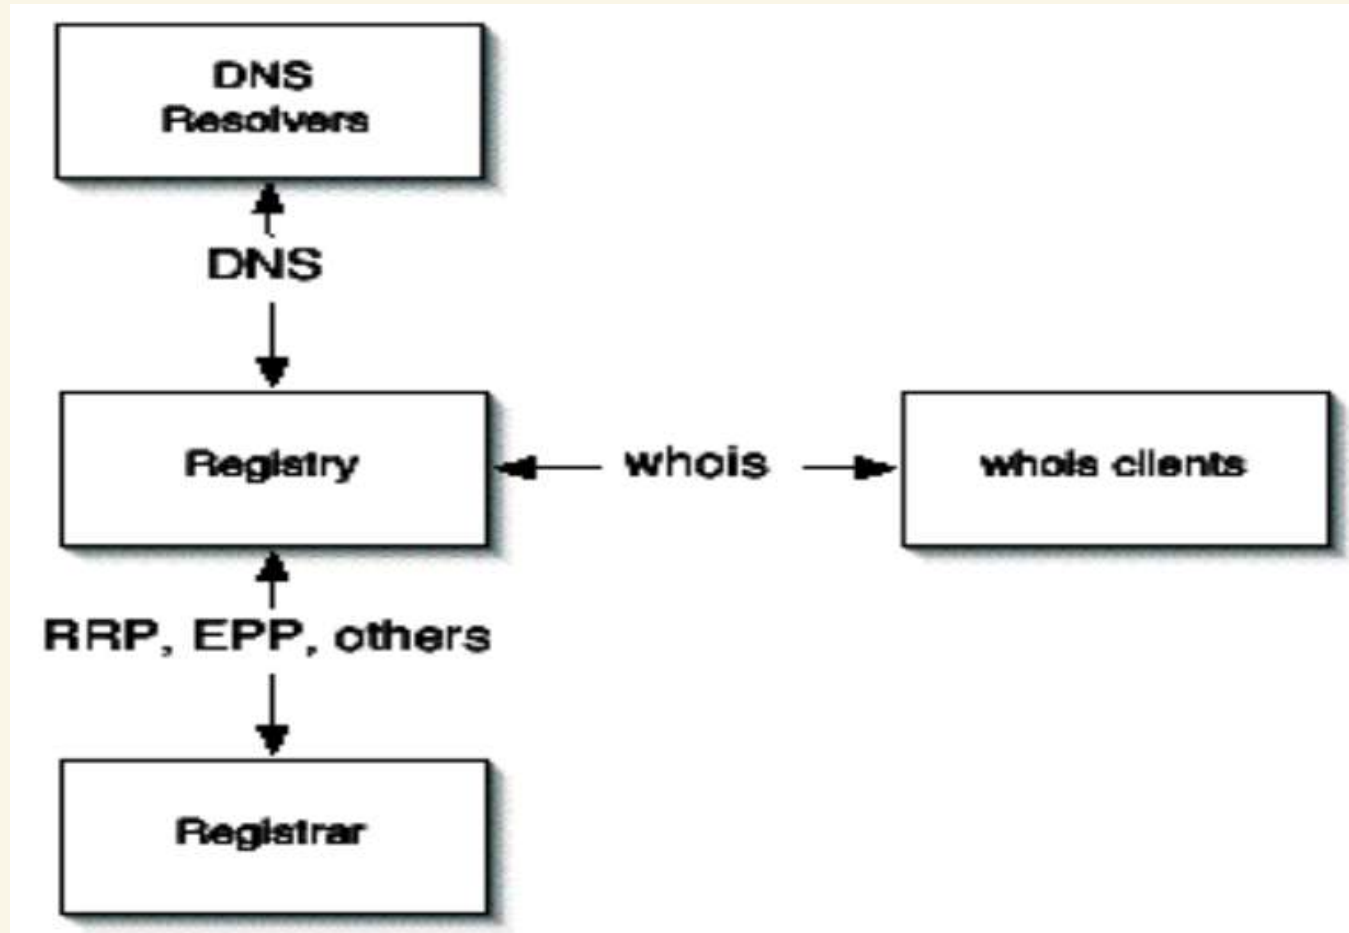 DNS
Resolvers
DNS
Registry
whois
whois clients
RRP, EPP, others
Registrar